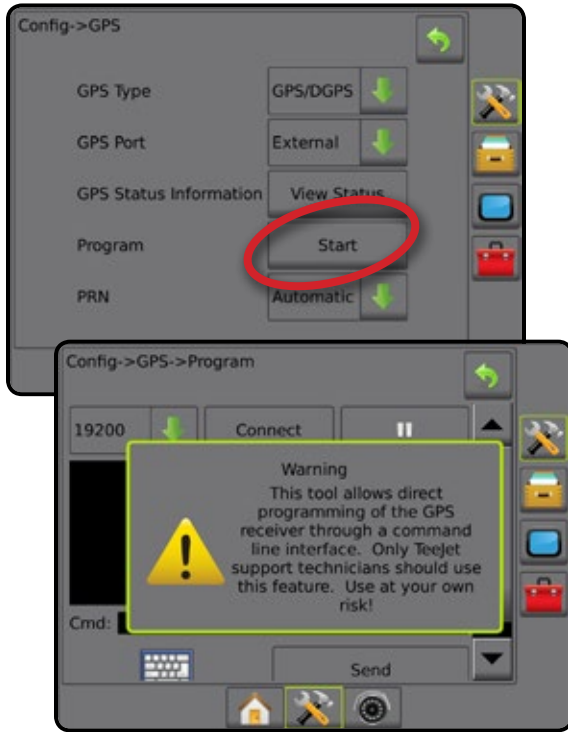 Config->GPS
GPS Type GPS/DGPS
GPS Port External
GPS Status Information View Status
Program Start
PRN Automatic
Config->GPS->Program
19200 Connect
Warning
This tool allows direct
programming of the GPS
receiver through a command
line interface. Only TeeJet
support technicians should use
this feature. Use at your own
risk!
Cmd:
Send